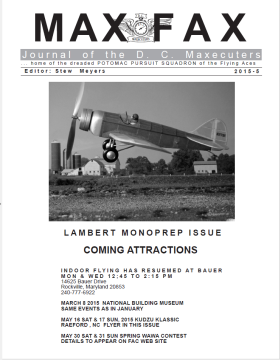 MAX FAX
Journal of the D. C. Maxecuters
... home of the dreaded POTOMAC PURSUIT SQUADRON of the Flying Aces
Editor: Stew Meyers 2015-5
LAMBERT MONOPREP ISSUE
COMING ATTRACTIONS
INDOOR FLYING HAS RESUEMED AT BAUER
MON & WED 12:45 TO 2:15 PM
14625 Bauer Drive
Rockville, Maryland 20853
240-777-6922
MARCH 8 2015 NATIONAL BUILDING MUSEUM
SAME EVENTS AS IN JANUARY
MAY 16 SAT & 17 SUN, 2015 KUDZU KLASSIC
RAEFORD , NC FLYER IN THIS ISSUE
MAY 30 SAT & 31 SUN SPRING WAWA CONTEST
DETAILS TO APPEAR ON FAC WEB SITE